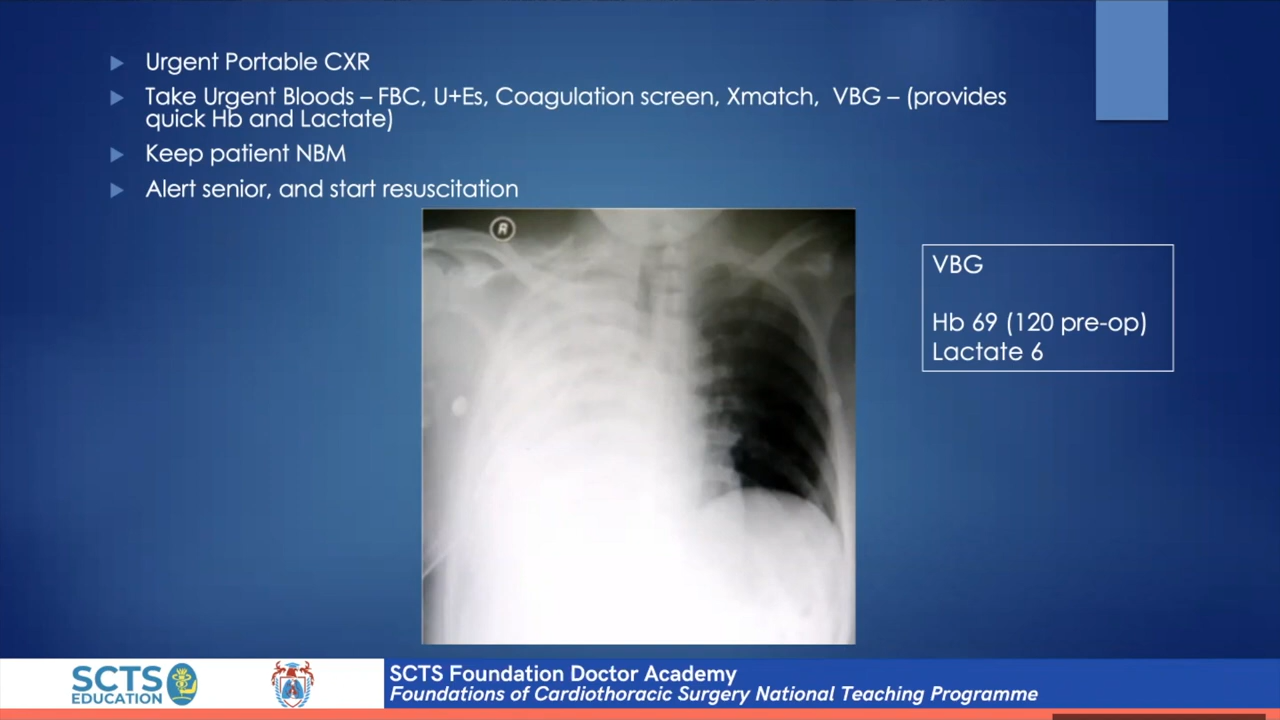 Urgent Portable CXR
Take Urgent Bloods – FBC, U+Es, Coagulation screen, Xmatch, VBG – (provides
quick Hb and Lactate)
Keep patient NBM
Alert senior, and start resuscitation
R
VBG
Hb 69 (120 pre-op)
Lactate 6
SCTS
EDUCATION
SCTS Foundation Doctor Academy
Foundations of Cardiothoracic Surgery National Teaching Programme